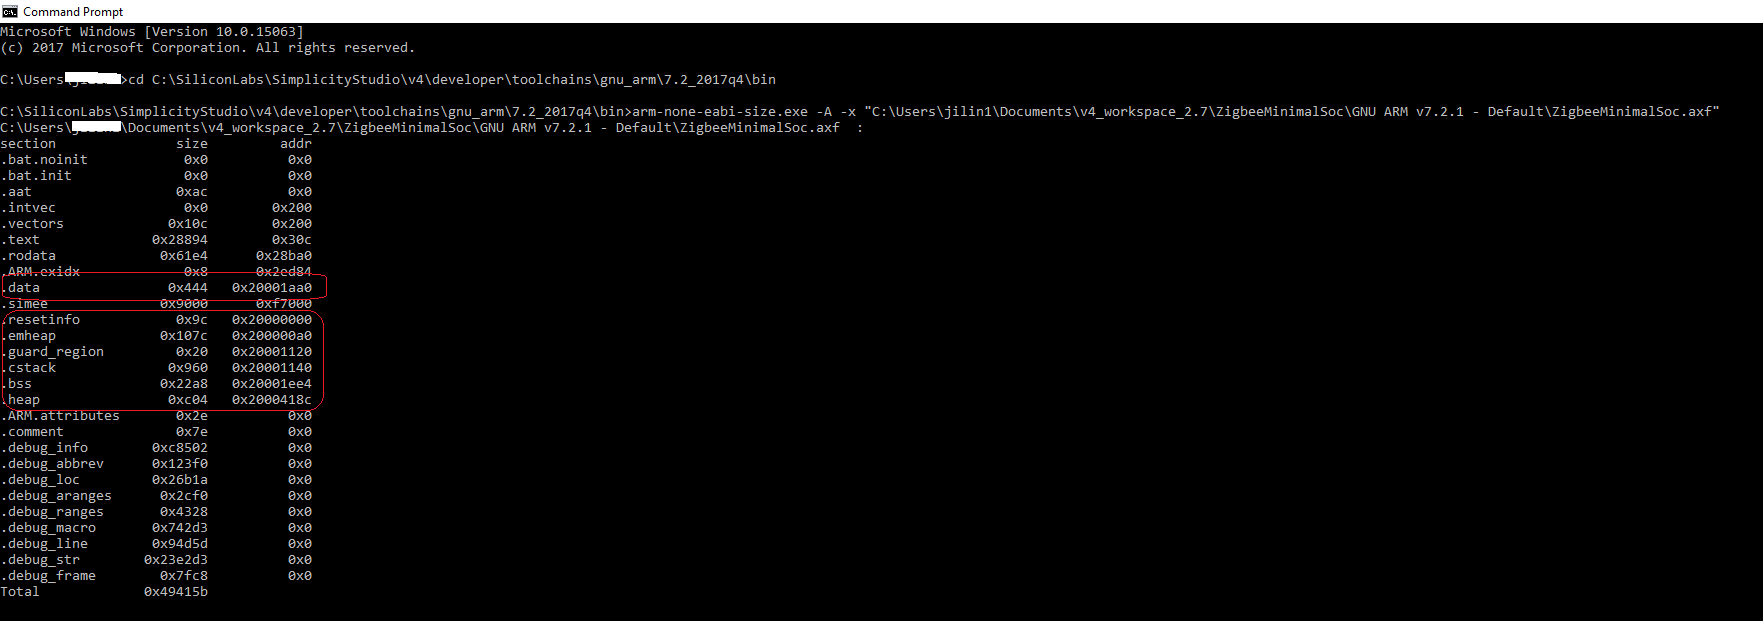 Command Prompt
Microsoft Windows [Version 10.0.15063]
(c) 2017 Microsoft Corporation. All rights reserved.
C:\Users\>cd C:\SiliconLabs\SimplicityStudio\v4\developer\toolchains\gnu_arm\7.2_2017q4\bin
C:\SiliconLabs\SimplicityStudio\v4\developer\toolchains\gnu_arm\7.2_2017q4\bin>arm-none-eabi-size.exe -A -x "C:\Users\jilin1\Documents\v4_workspace_2.7\ZigbeeMinimalSoc\GNU ARM v7.2.1 - Default\ZigbeeMinimalSoc.axf"
C:\Users\\Documents\v4_workspace_2.7\ZigbeeMinimalSoc\GNU ARM v7.2.1 - Default\ZigbeeMinimalSoc.axf  :
section size addr
.bat.noinit 0x0 0x0
.bat.init 0x0 0x0
.aat 0xac 0x0
.intvec 0x0 0x200
.vectors 0x10c 0x200
.text 0x28894 0x30c
.rodata 0x61e4 0x28ba0
.ARM.exidx 0x8 0x2ed84
.data 0x444 0x20001aa0
.simee 0x9000 0xf7000
.resetinfo 0x9c 0x20000000
.emheap 0x107c 0x200000a0
.guard_region 0x20 0x20001120
.cstack 0x960 0x20001140
.bss 0x22a8 0x20001ee4
.heap 0xc04 0x2000418c
.ARM.attributes 0x2e 0x0
.comment 0x7e 0x0
.debug_info 0xc8502 0x0
.debug_abbrev 0x123f0 0x0
.debug_loc 0x26b1a 0x0
.debug_aranges 0x2cf0 0x0
.debug_ranges 0x4328 0x0
.debug_macro 0x742d3 0x0
.debug_line 0x94d5d 0x0
.debug_str 0x23e2d3 0x0
.debug_frame 0x7fc8 0x0
Total 0x49415b